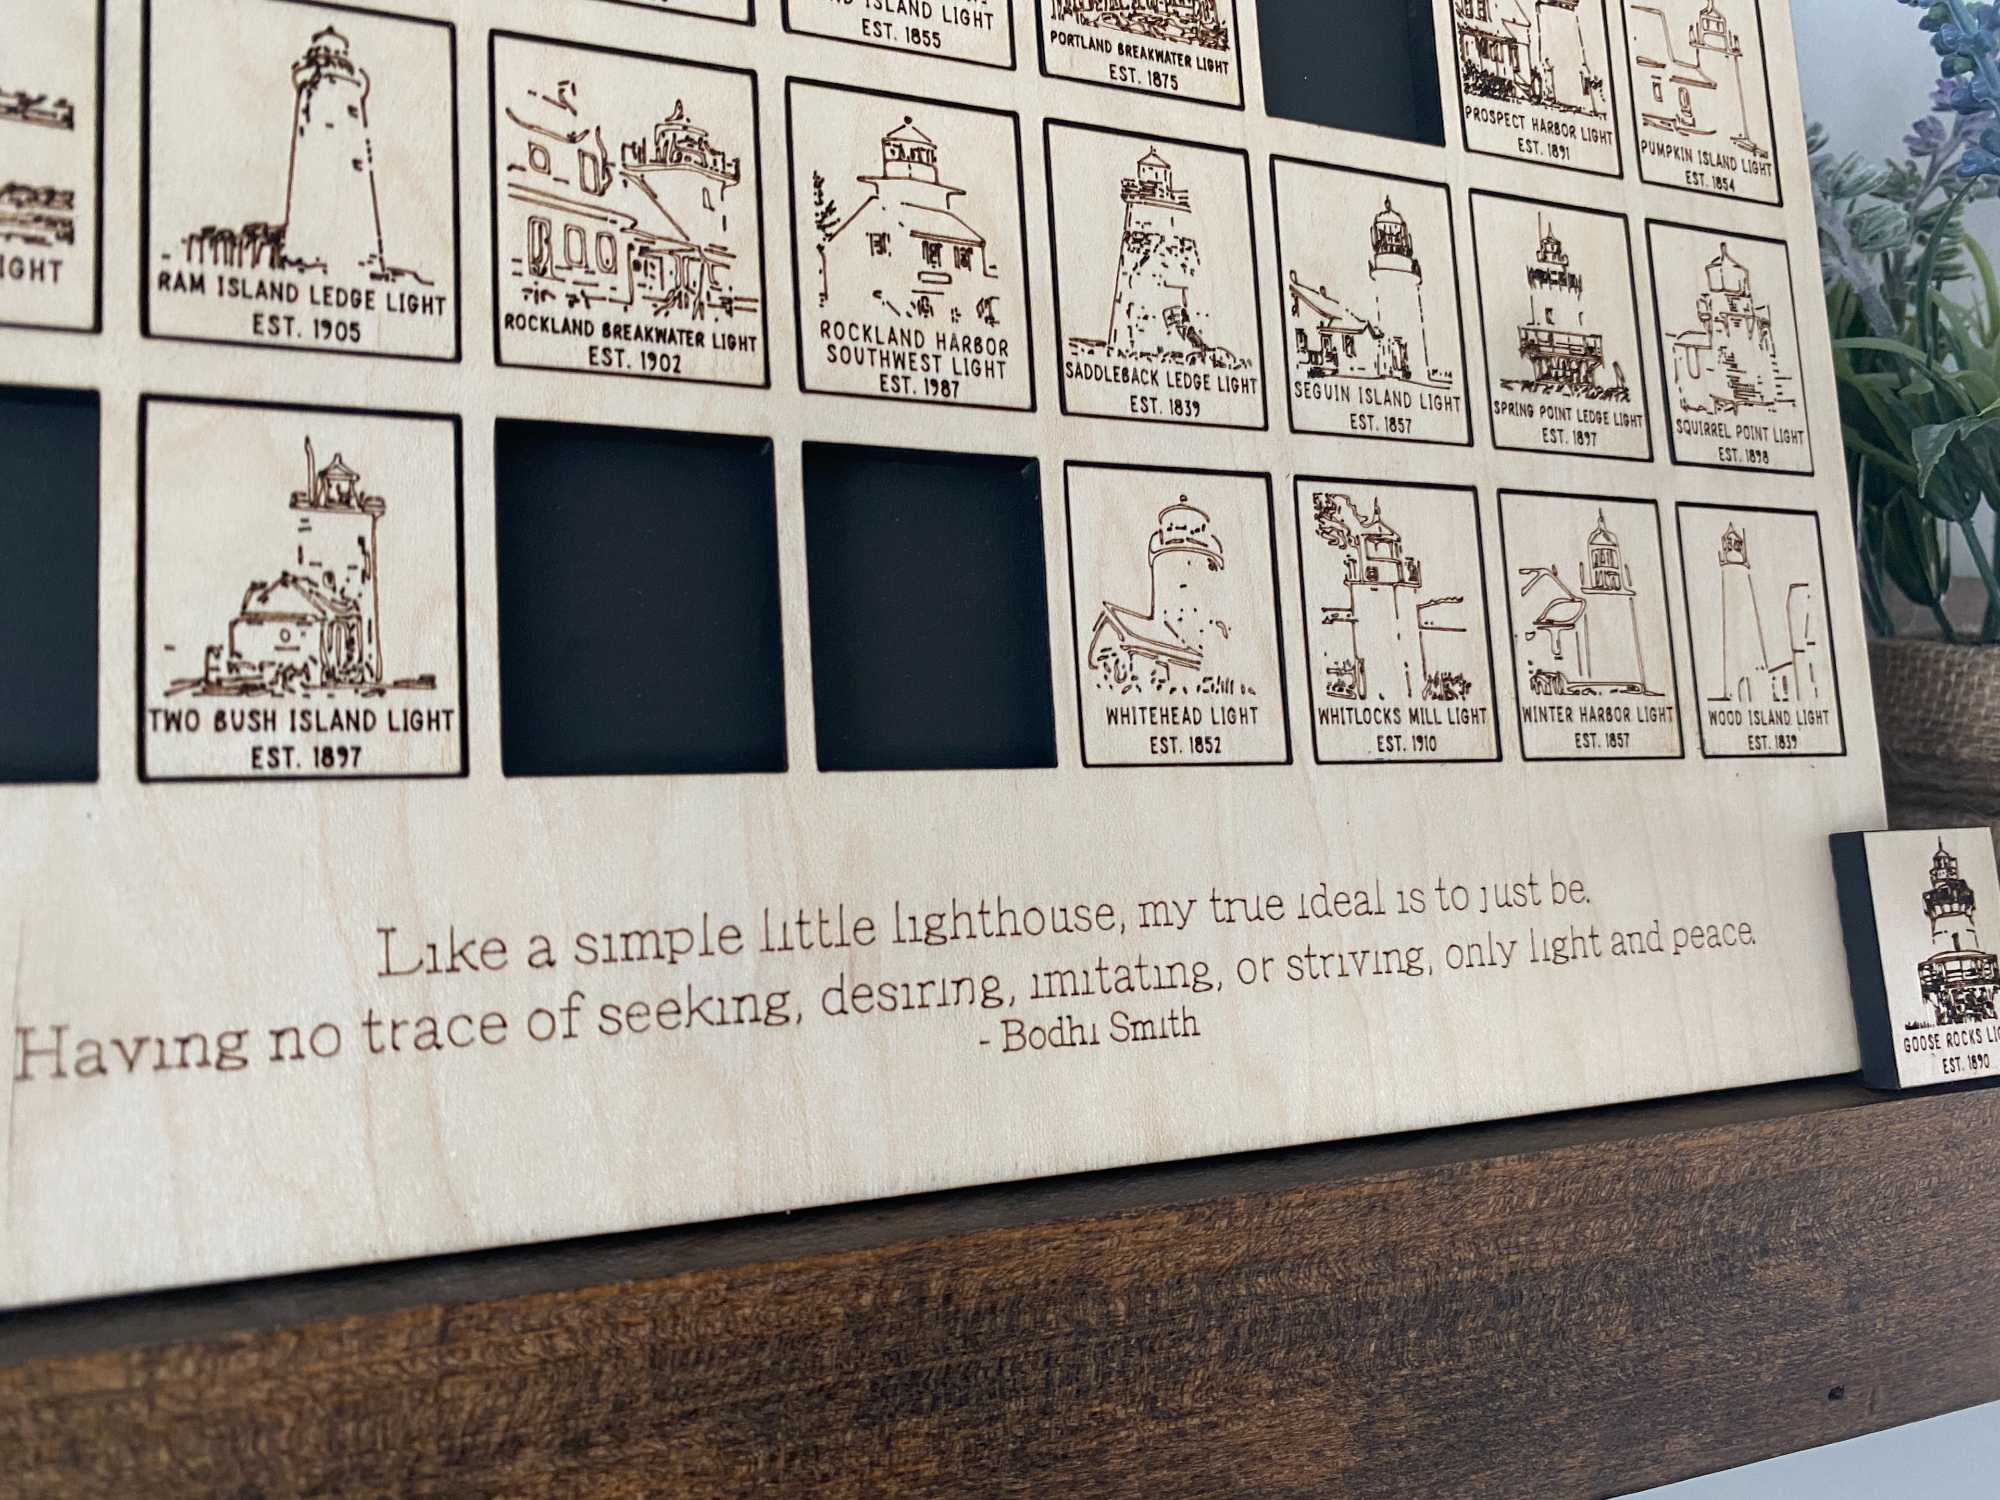 ISLAND LIGHT
EST. 1855
PORTLAND BREAKWATER LIGHT
EST. 1875
PROSPECT HARBOR LIGHT
EST. 1891
PUMPKIN ISLAND LIGHT
EST. 1854
LIGHT
RAM ISLAND LEDGE LIGHT
EST. 1905
ROCKLAND BREAKWATER LIGHT
EST. 1902
ROCKLAND HARBOR
SOUTHWEST LIGHT
EST. 1987
SADDLEBACK LEDGE LIGHT
EST. 1839
SEGUIN ISLAND LIGHT
EST. 1857
SPRING POINT LEDGE LIGHT
EST. 1897
SQUIRREL POINT LIGHT
EST. 1898
TWO BUSH ISLAND LIGHT
EST. 1897
WHITEHEAD LIGHT
EST. 1852
WHITLOCKS MILL LIGHT
EST. 1910
WINTER HARBOR LIGHT
EST. 1857
WOOD ISLAND LIGHT
EST. 1839
Like a simple little lighthouse, my true ideal is to just be.
Having no trace of seeking, desiring, imitating, or striving, only light and peace.
- Bodhi Smith
GOOSE ROCKS
EST. 1890